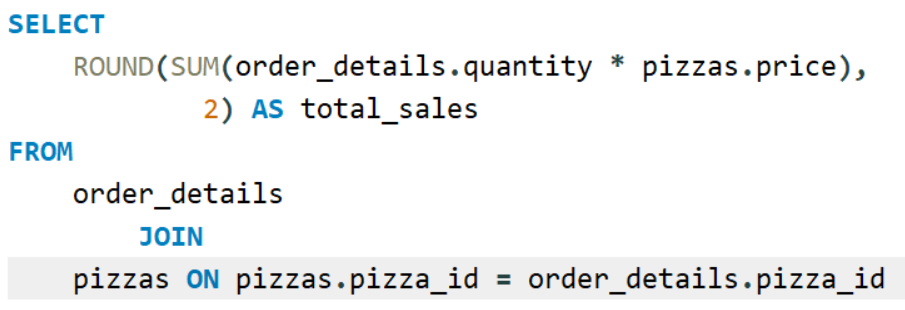 SELECT
ROUND(SUM(order_details.quantity * pizzas.price),
2) AS total_sales
FROM
order_details
JOIN
pizzas ON pizzas.pizza_id = order_details.pizza_id